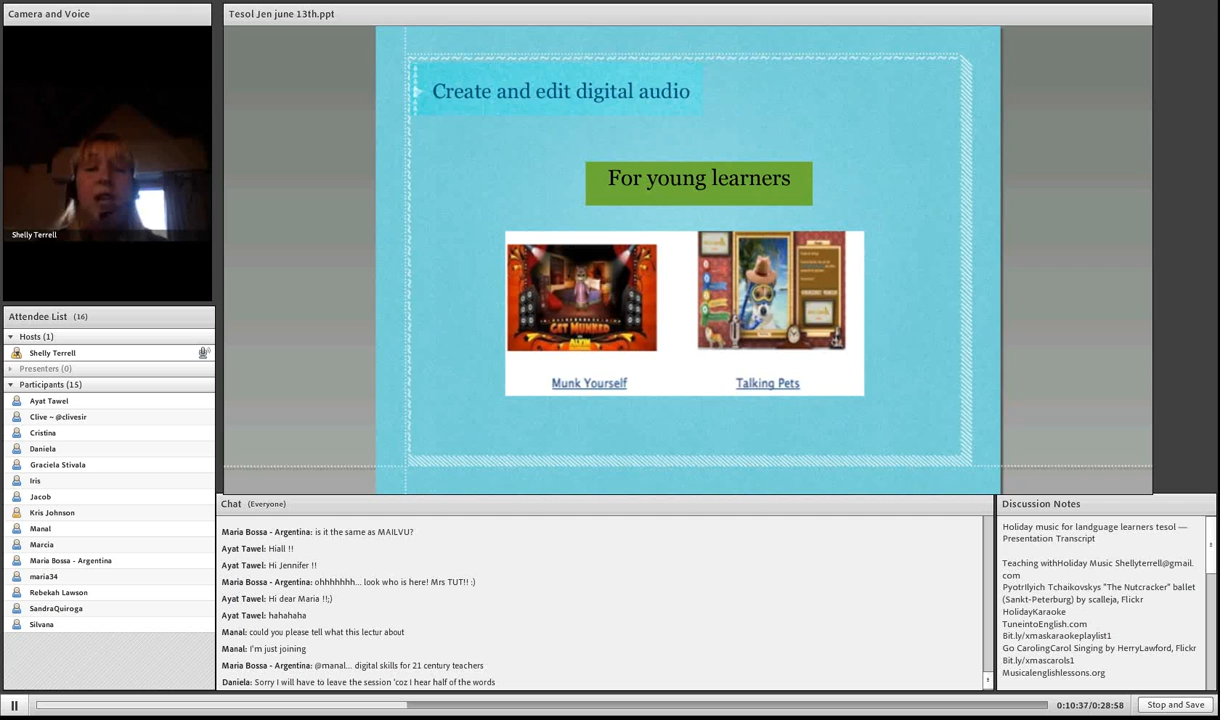 Camera and Voice
Shelly Terrell
Attendee List (16)
Hosts (1)
Shelly Terrell
Presenters (0)
Participants (15)
Ayat Tawel
Clive ~ @clivesir
Cristina
Daniela
Graciela Stivala
Iris
Jacob
Kris Johnson
Manal
Marcia
Maria Bossa - Argentina
maria34
Rebekah Lawson
SandraQuiroga
Silvana
Tesol Jen june 13th.ppt
Create and edit digital audio
For young learners
GET MUNKED
ALVIN
Munk Yourself
Talking Pets
Chat (Everyone)
Maria Bossa - Argentina: is it the same as MAILVU?
Ayat Tawel: Hiall !!
Ayat Tawel: Hi Jennifer !!
Maria Bossa - Argentina: ohhhhhhh... look who is here! Mrs TUT!! :)
Ayat Tawel: Hi dear Maria !!;)
Ayat Tawel: hahahaha
Manal: could you please tell what this lectur about
Manal: I'm just joining
Maria Bossa - Argentina: @manal... digital skills for 21 century teachers
Daniela: Sorry I will have to leave the session 'coz I hear half of the words
Discussion Notes
Holiday music for landguage learners tesol —
Presentation Transcript
Teaching withHoliday Music Shellyterrell@gmail.
com
PyotrIlyich Tchaikovskys "The Nutcracker" ballet
(Sankt-Peterburg) by scalleja, Flickr
HolidayKaraoke
TuneintoEnglish.com
Bit.ly/xmaskaraokeplaylist1
Go CarolingCarol Singing by HerryLawford, Flickr
Bit.ly/xmascarols1
Musicalenglishlessons.org
0:10:37/0:28:58
Stop and Save